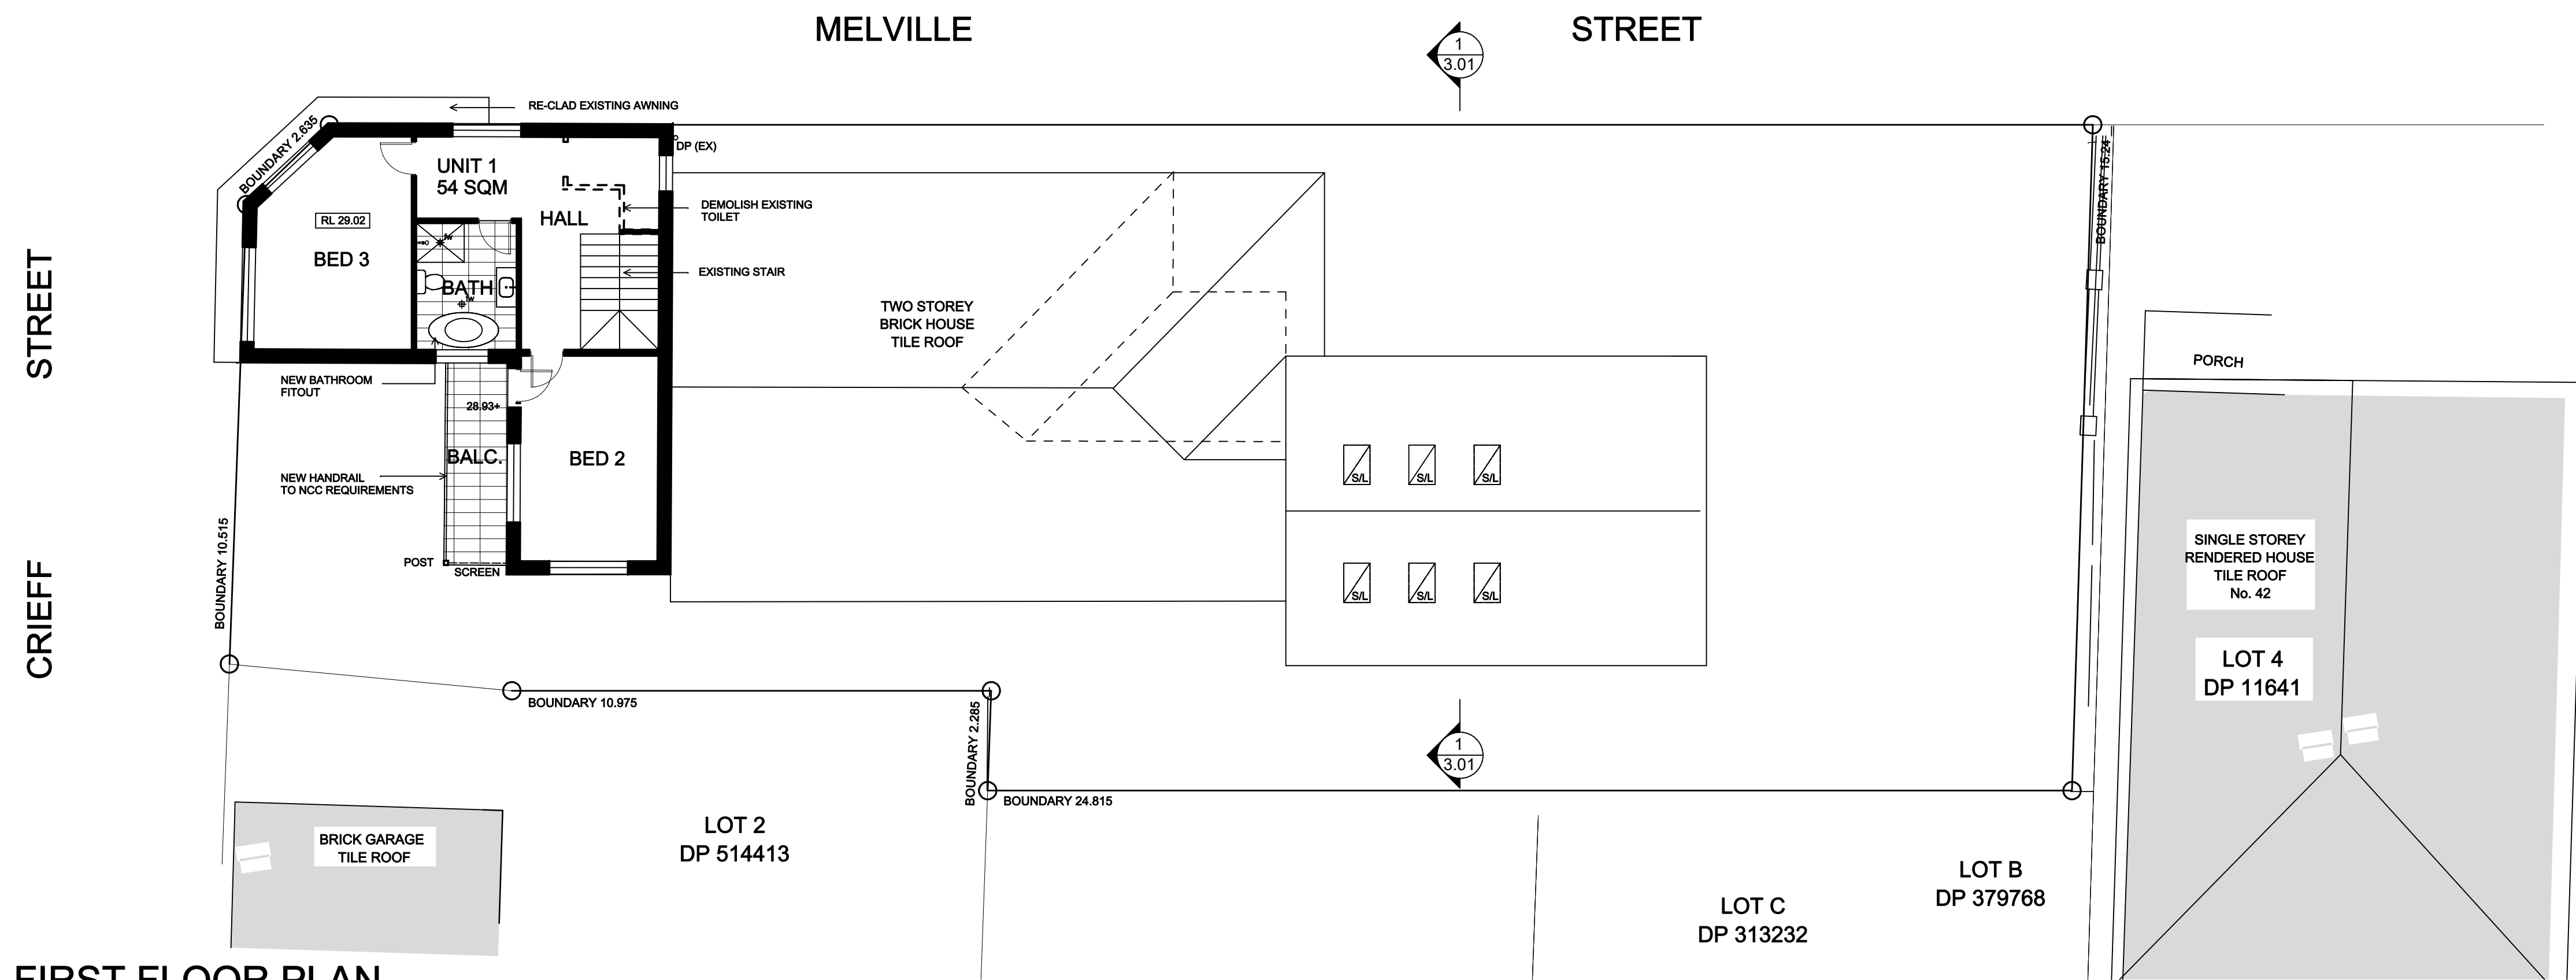 MELVILLE STREET
1
3.01
RE-CLAD EXISTING AWNING
BOUNDARY 2.635
DP (EX)
BOUNDARY 15.24
UNIT 1
54 SQM
DEMOLISH EXISTING
TOILET
RL 29.02
HALL
fw
BED 3
EXISTING STAIR
BATH
fw
CRIEFF STREET
TWO STOREY
BRICK HOUSE
TILE ROOF
PORCH
NEW BATHROOM
FITOUT
28.93+
BALC.
BED 2
NEW HANDRAIL
TO NCC REQUIREMENTS
S/L
S/L
S/L
BOUNDARY 10.515
POST
SCREEN
S/L
S/L
S/L
SINGLE STOREY
RENDERED HOUSE
TILE ROOF
No. 42
LOT 4
DP 11641
BOUNDARY 10.975
BOUNDARY 2.285
1
3.01
BOUNDARY 24.815
BRICK GARAGE
TILE ROOF
LOT 2
DP 514413
LOT C
DP 313232
LOT B
DP 379768
FIRST FLOOR PLAN